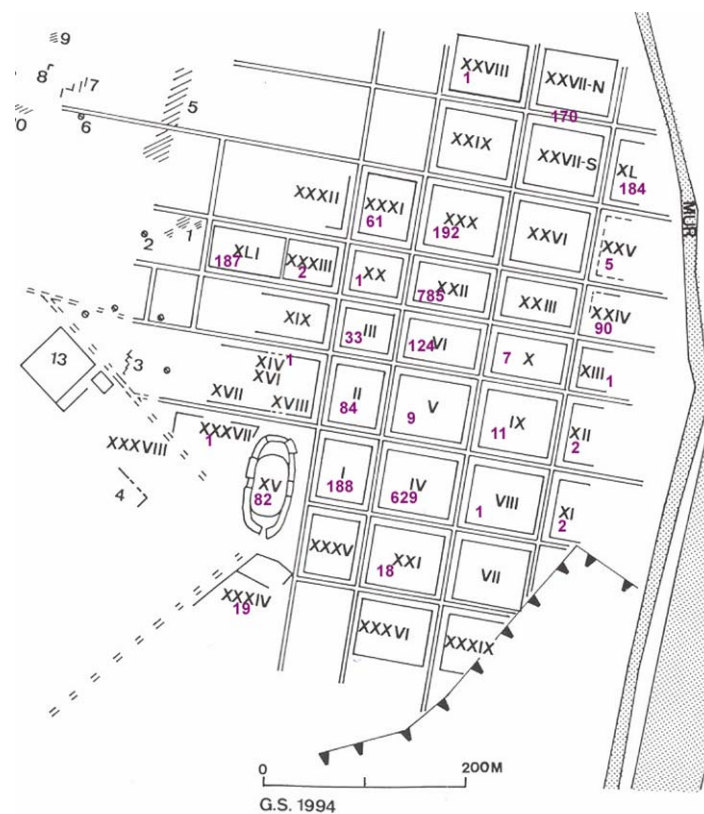 9
XXVIII
1
XXVII-N
8
7
5
170
0
6
XXIX
XXVII-S
XL
184
XXXII
XXXI
61
XXX
192
XXVI
MUR
XXV
5
2
1
XLI
187
XXXIII
2
XX
1
XXII
785
XXIII
XXIV
90
XIX
III
33
VI
124
X
7
XIII
1
13
3
XIV
1
XVI
XVII
XVIII
II
84
V
9
IX
11
XII
2
XXXVII
1
XXXVIII
4
XV
82
I
188
IV
629
VIII
1
XI
2
XXXV
XXI
18
VII
XXXIV
19
XXXVI
XXXIX
0
200M
G.S. 1994